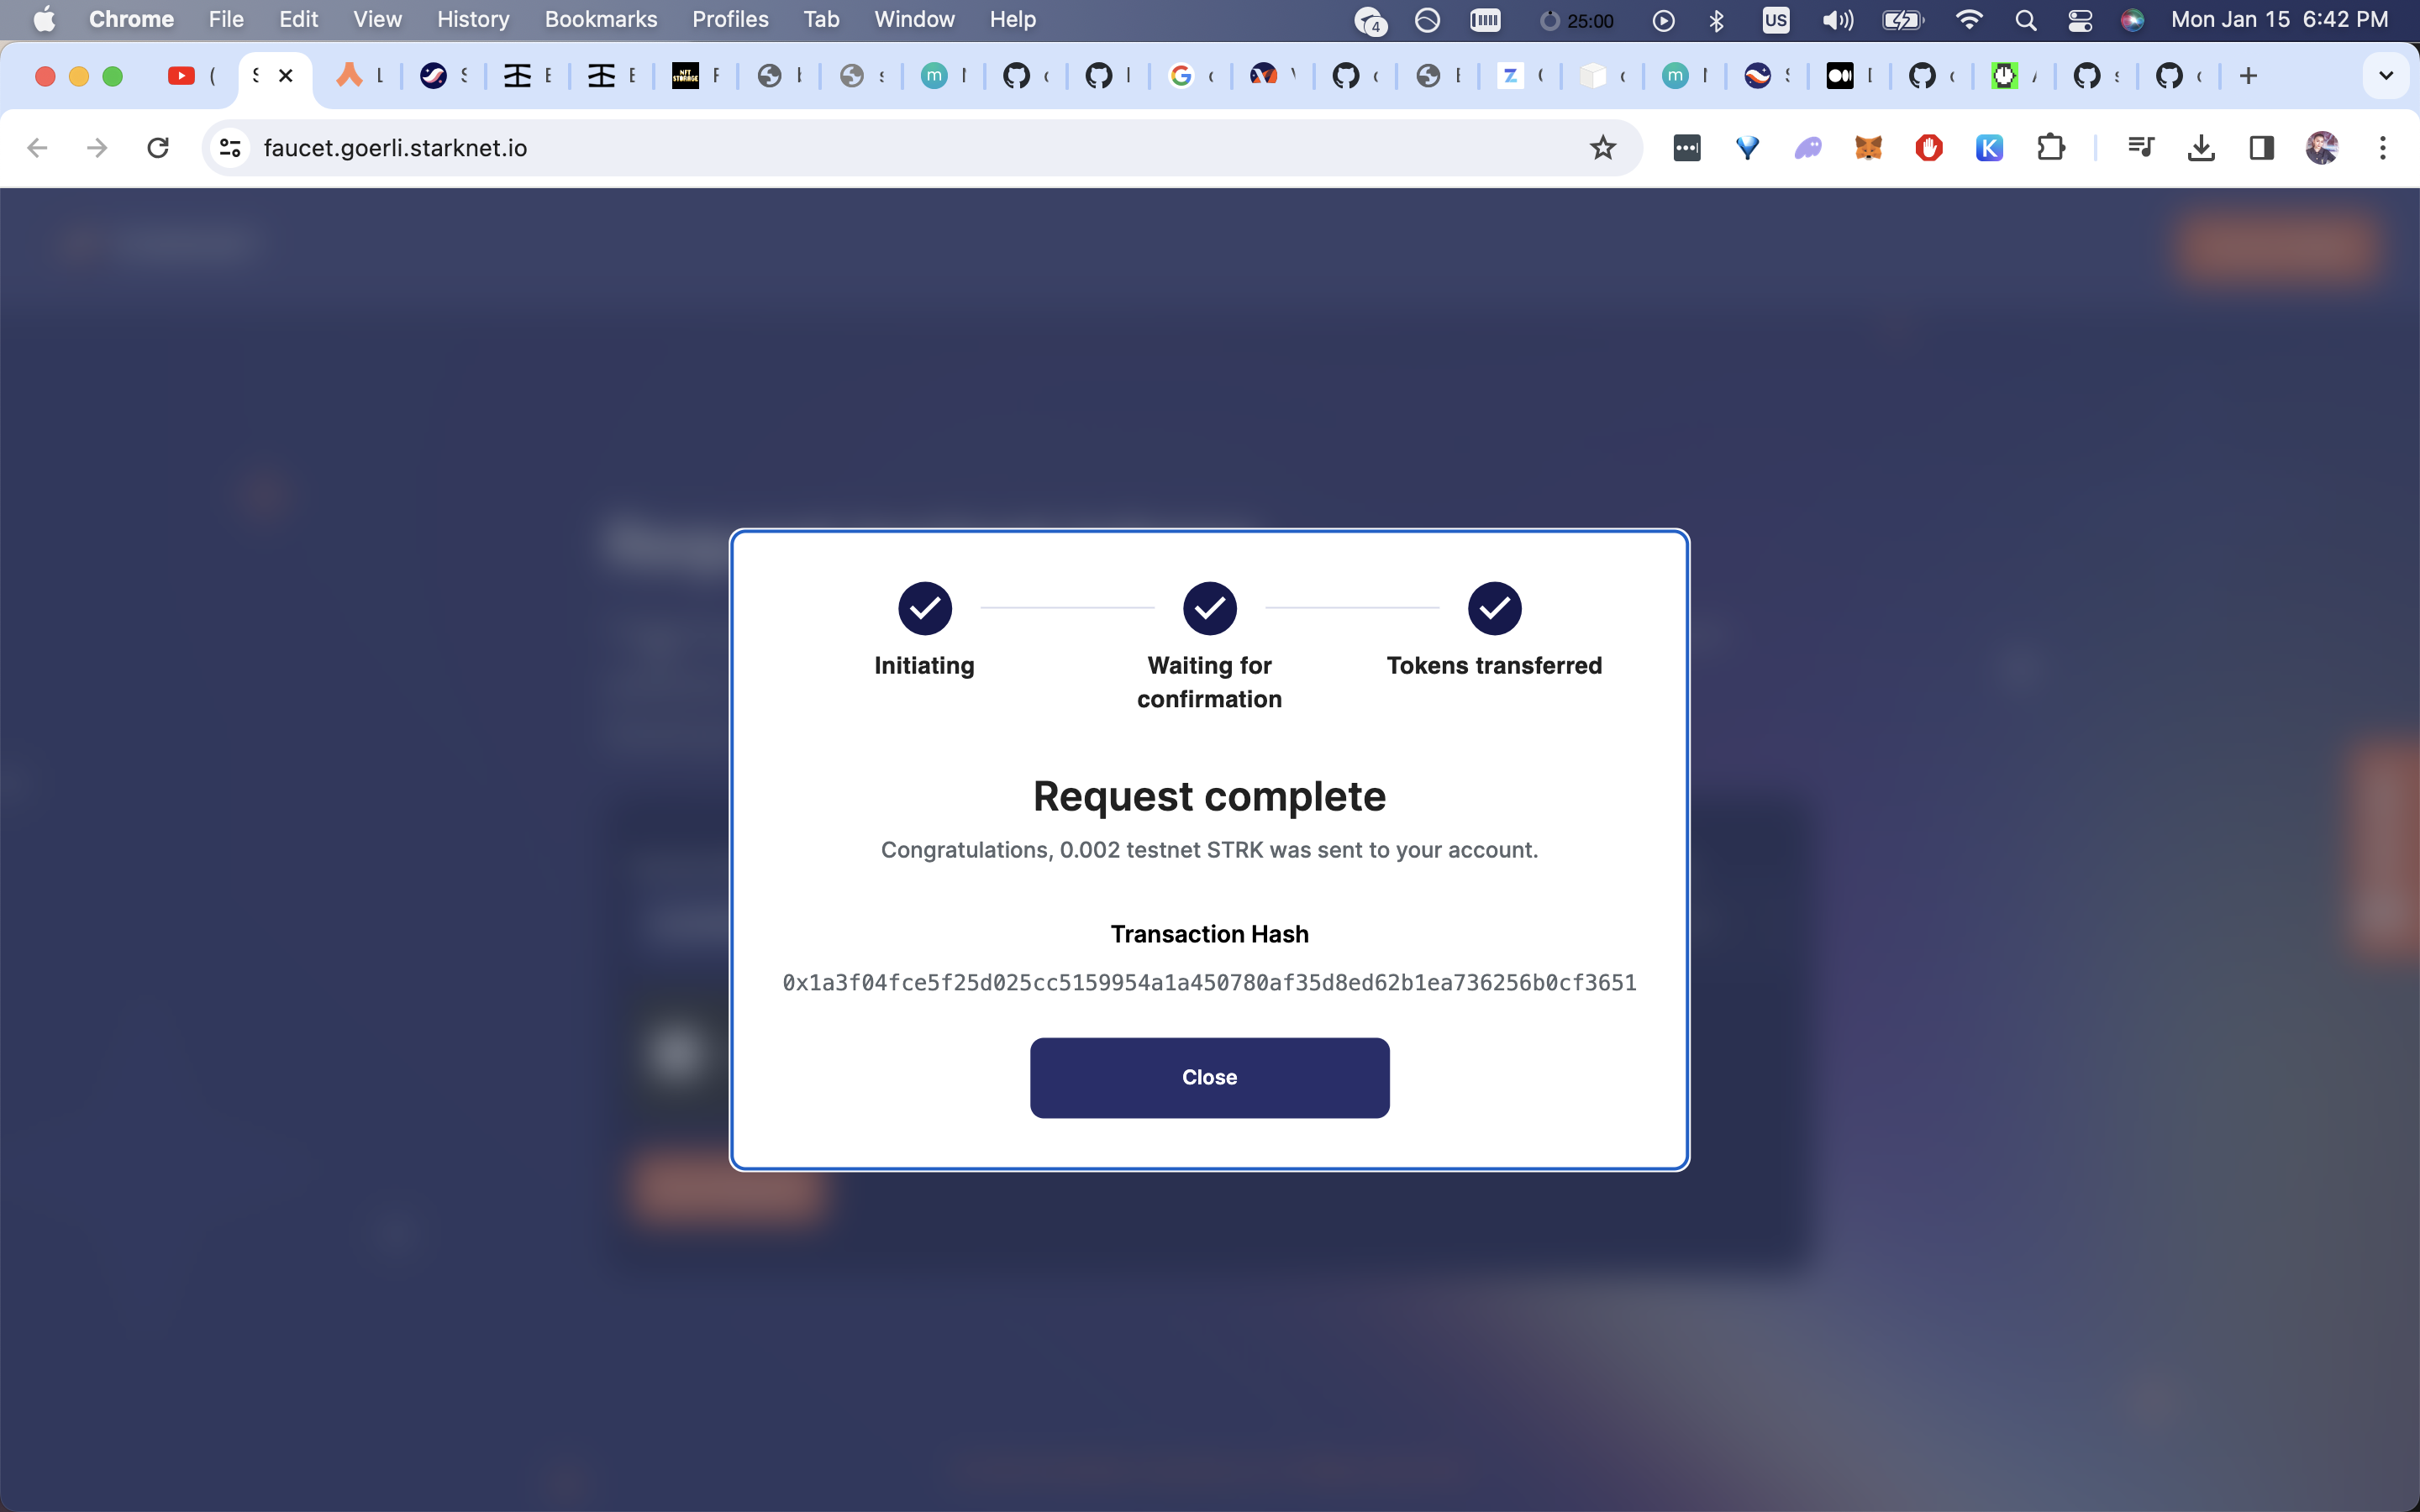 Chrome File Edit View History Bookmarks Profiles Tab Window Help 4 25:00 US Mon Jan 15 6:42 PM
faucet.goerli.starknet.io
Initiating
Waiting for
confirmation
Tokens transferred
Request complete
Congratulations, 0.002 testnet STRK was sent to your account.
Transaction Hash
0x1a3f04fce5f25d025cc5159954a1a450780af35d8ed62b1ea736256b0cf3651
Close